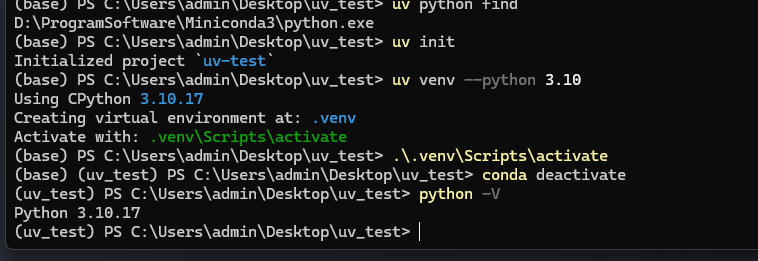 (base) PS C:\Users\admin\Desktop\uv_test> uv python find
D:\ProgramSoftware\Miniconda3\python.exe
(base) PS C:\Users\admin\Desktop\uv_test> uv init
Initialized project `uv-test`
(base) PS C:\Users\admin\Desktop\uv_test> uv venv --python 3.10
Using CPython 3.10.17
Creating virtual environment at: .venv
Activate with: .venv\Scripts\activate
(base) PS C:\Users\admin\Desktop\uv_test> .\.venv\Scripts\activate
(base) (uv_test) PS C:\Users\admin\Desktop\uv_test> conda deactivate
(uv_test) PS C:\Users\admin\Desktop\uv_test> python -V
Python 3.10.17
(uv_test) PS C:\Users\admin\Desktop\uv_test>